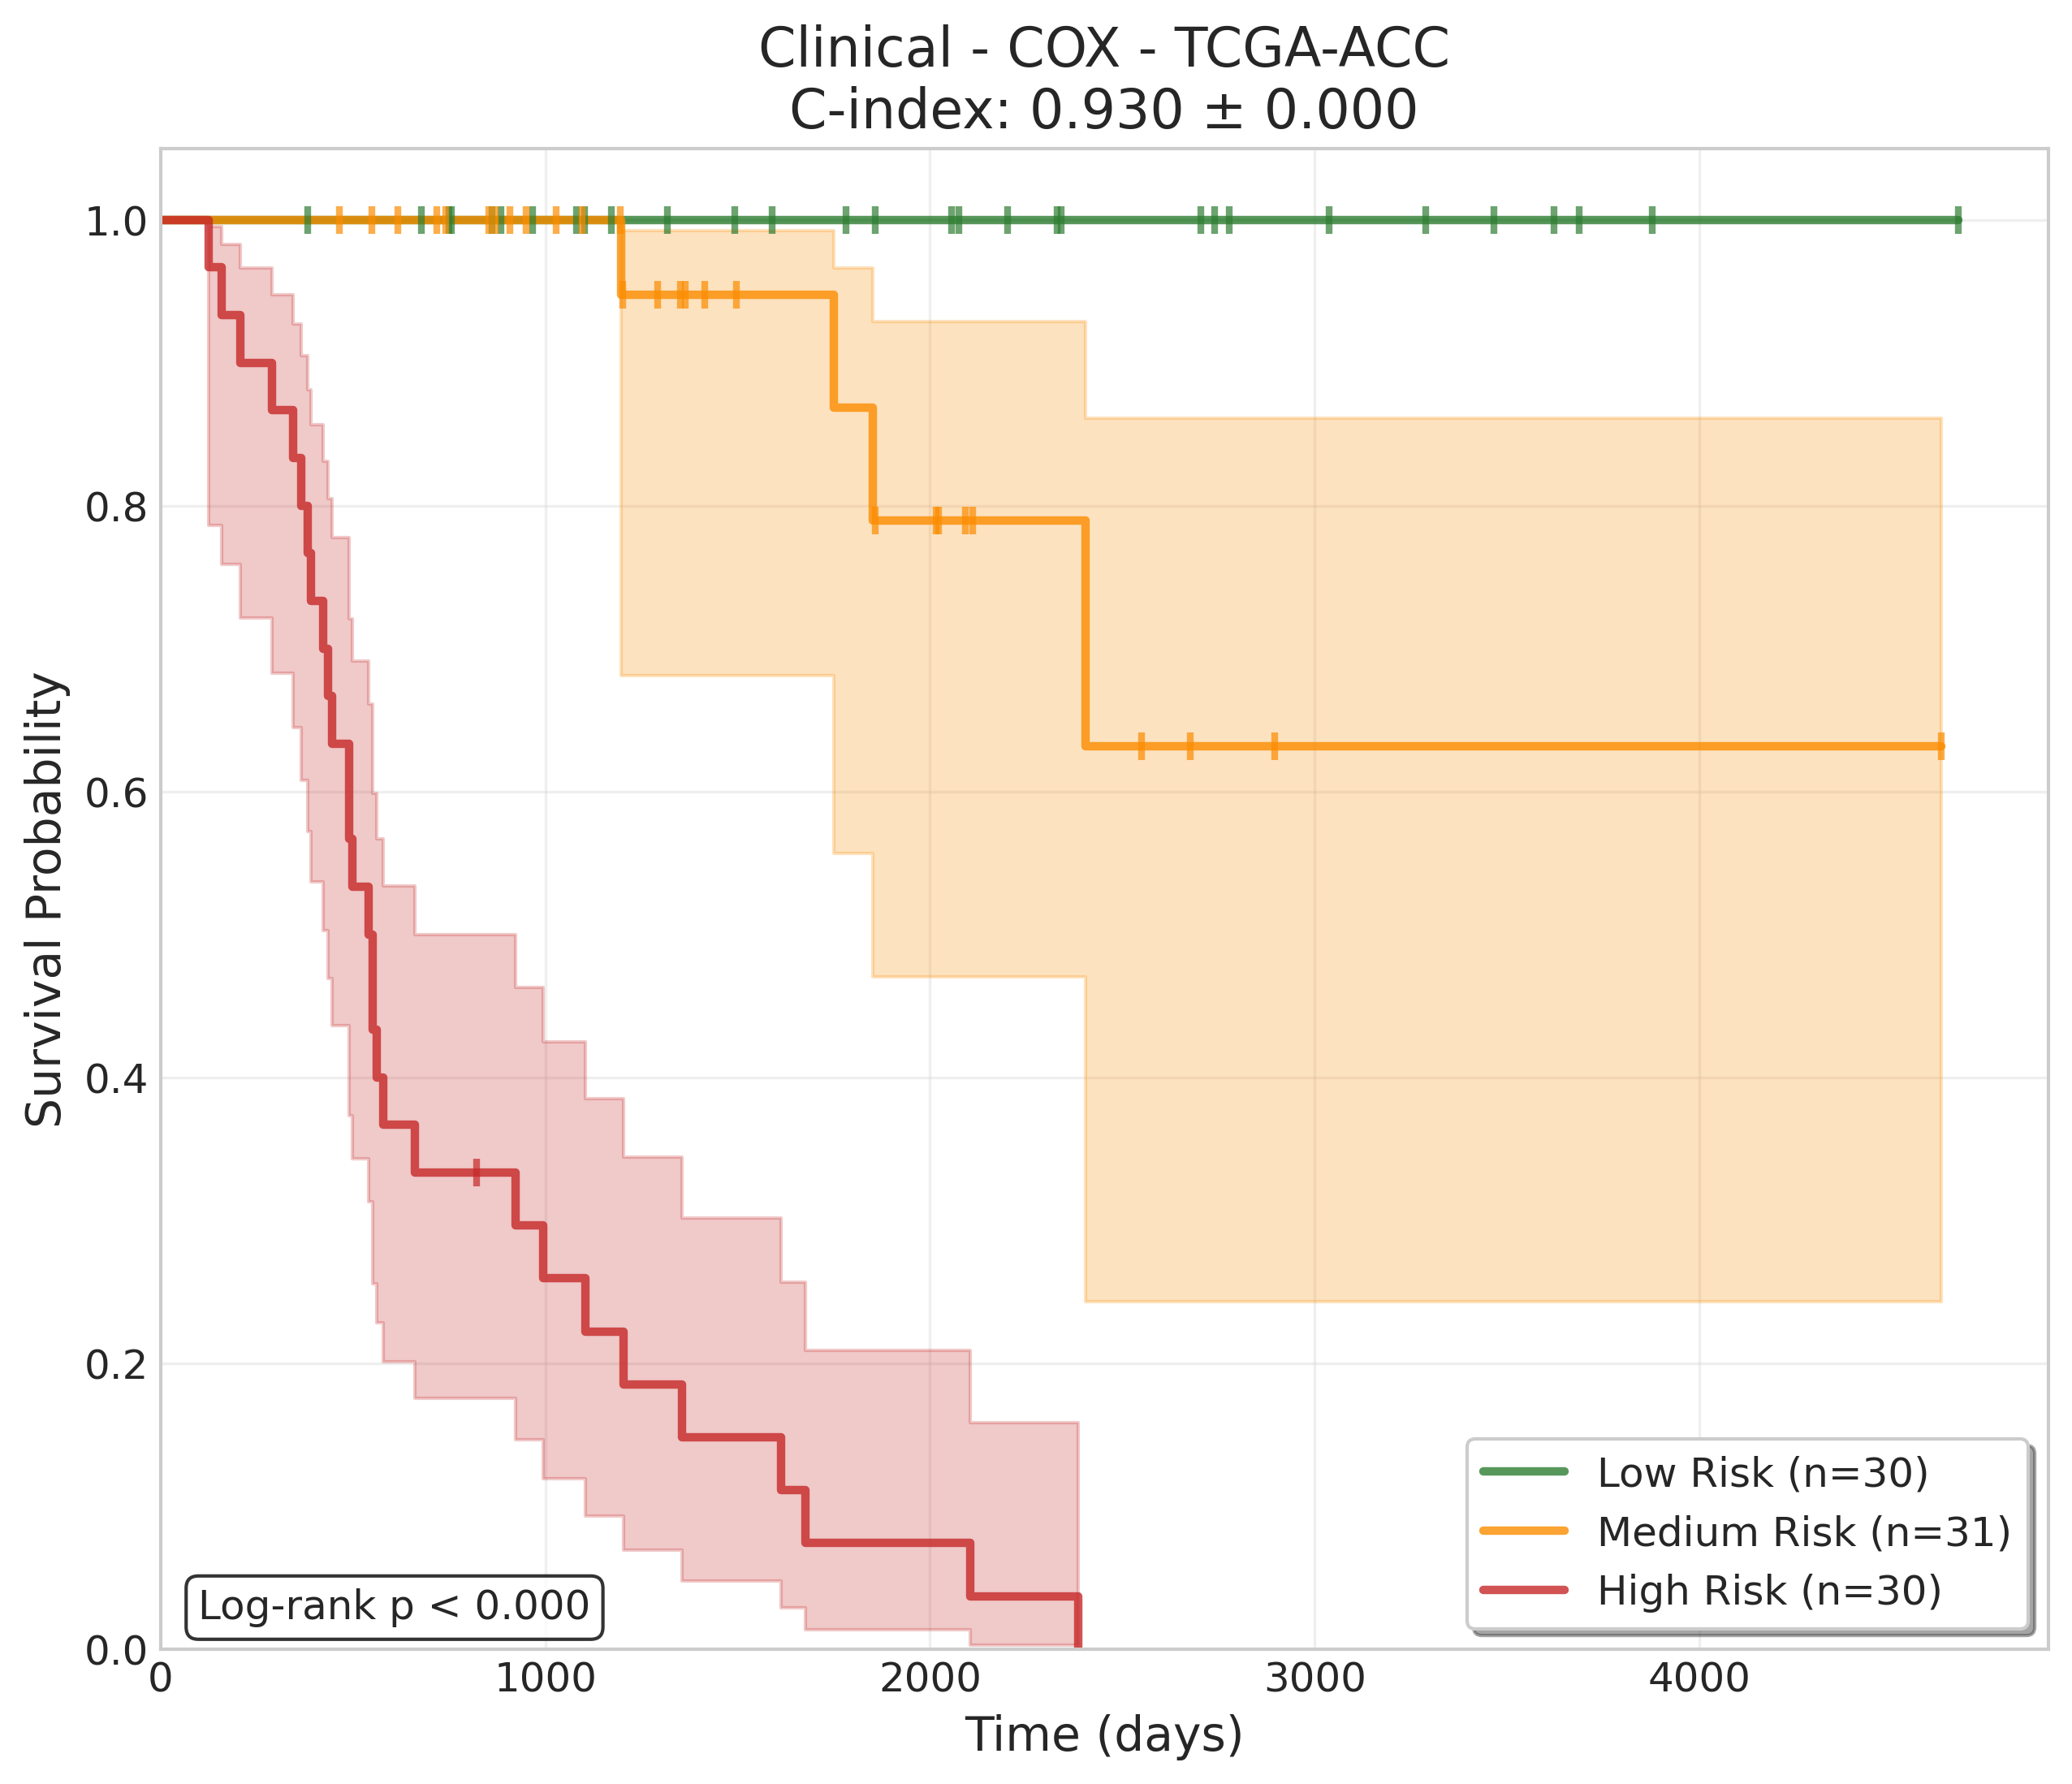 Clinical - COX - TCGA-ACC
C-index: 0.930 ± 0.000
Survival Probability
1.0
0.8
0.6
0.4
0.2
0.0
0
1000
2000
3000
4000
Time (days)
Log-rank p < 0.000
Low Risk (n=30)
Medium Risk (n=31)
High Risk (n=30)